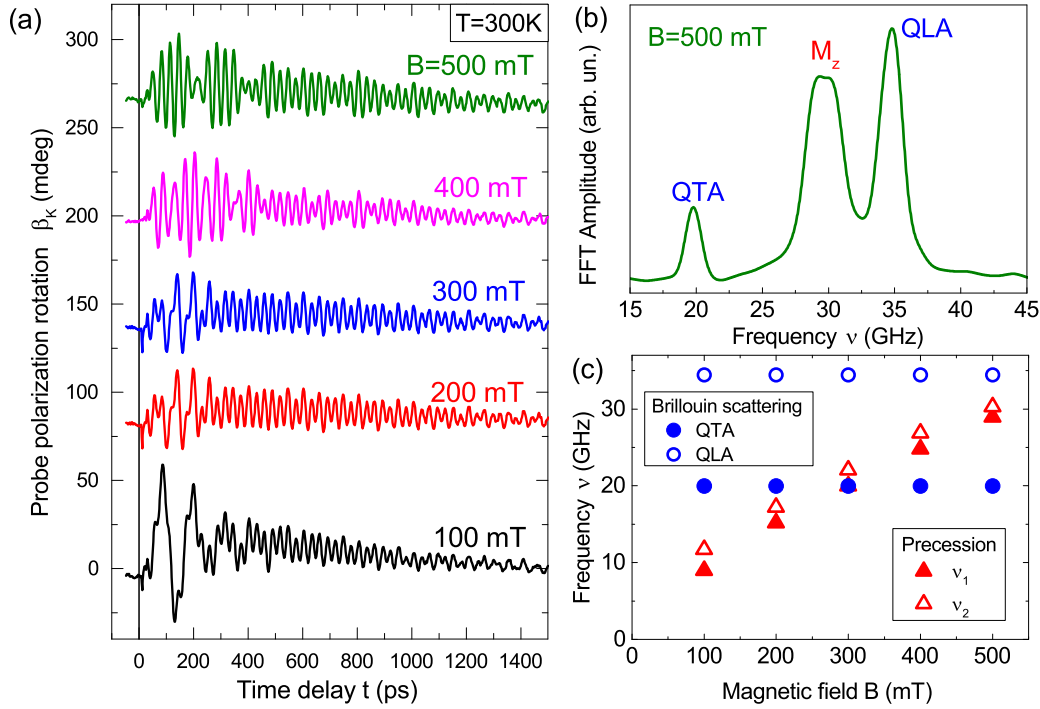 (a)
T=300K
B=500 mT
400 mT
300 mT
200 mT
100 mT
300
250
200
150
100
50
0
Probe polarization rotation β_K (mdeg)
0 200 400 600 800 1000 1200 1400
Time delay t (ps)
(b)
B=500 mT
QTA
M_z
QLA
FFT Amplitude (arb. un.)
15 20 25 30 35 40 45
Frequency ν (GHz)
(c)
Brillouin scattering
QTA
QLA
Precession
ν₁
ν₂
30
20
10
0
Frequency ν (GHz)
0 100 200 300 400 500
Magnetic field B (mT)